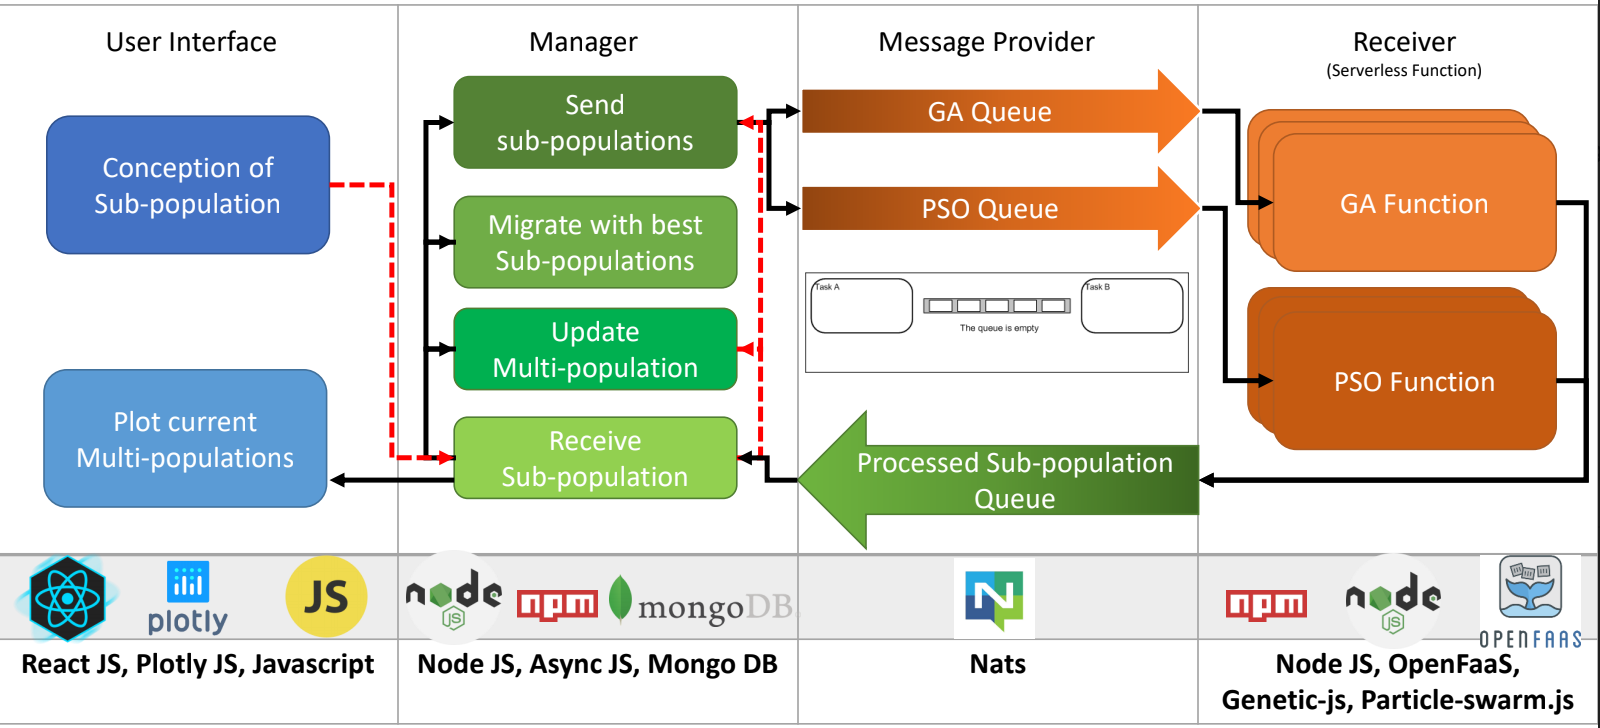 User Interface
Manager
Message Provider
Receiver
(Serverless Function)
Conception of
Sub-population
Plot current
Multi-populations
Send
sub-populations
Migrate with best
Sub-populations
Update
Multi-population
Receive
Sub-population
GA Queue
PSO Queue
Task A
Task B
The queue is empty
Processed Sub-population
Queue
GA Function
PSO Function
plotly
JS
node
JS
npm
mongoDB
N
npm
node
JS
OPENFAAS
React JS, Plotly JS, Javascript
Node JS, Async JS, Mongo DB
Nats
Node JS, OpenFaaS,
Genetic-js, Particle-swarm.js